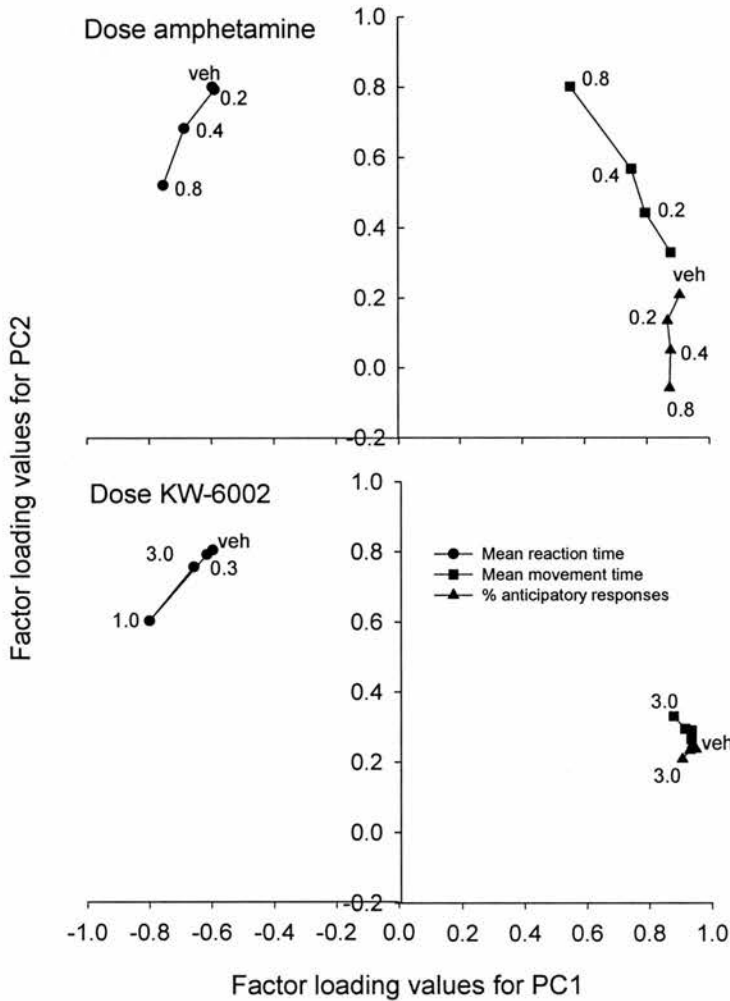 Dose amphetamine
1.0
veh
0.2
0.8
0.8
0.4
0.6
0.4
0.8
0.4
0.2
0.2
veh
0.2
0.0
0.4
0.8
-0.2
Dose KW-6002
1.0
0.8
veh
3.0
0.3
Mean reaction time
Mean movement time
% anticipatory responses
0.6
1.0
0.4
3.0
veh
0.2
3.0
0.0
-0.2
-1.0 -0.8 -0.6 -0.4 -0.2 0.0 0.2 0.4 0.6 0.8 1.0
Factor loading values for PC1
Factor loading values for PC2